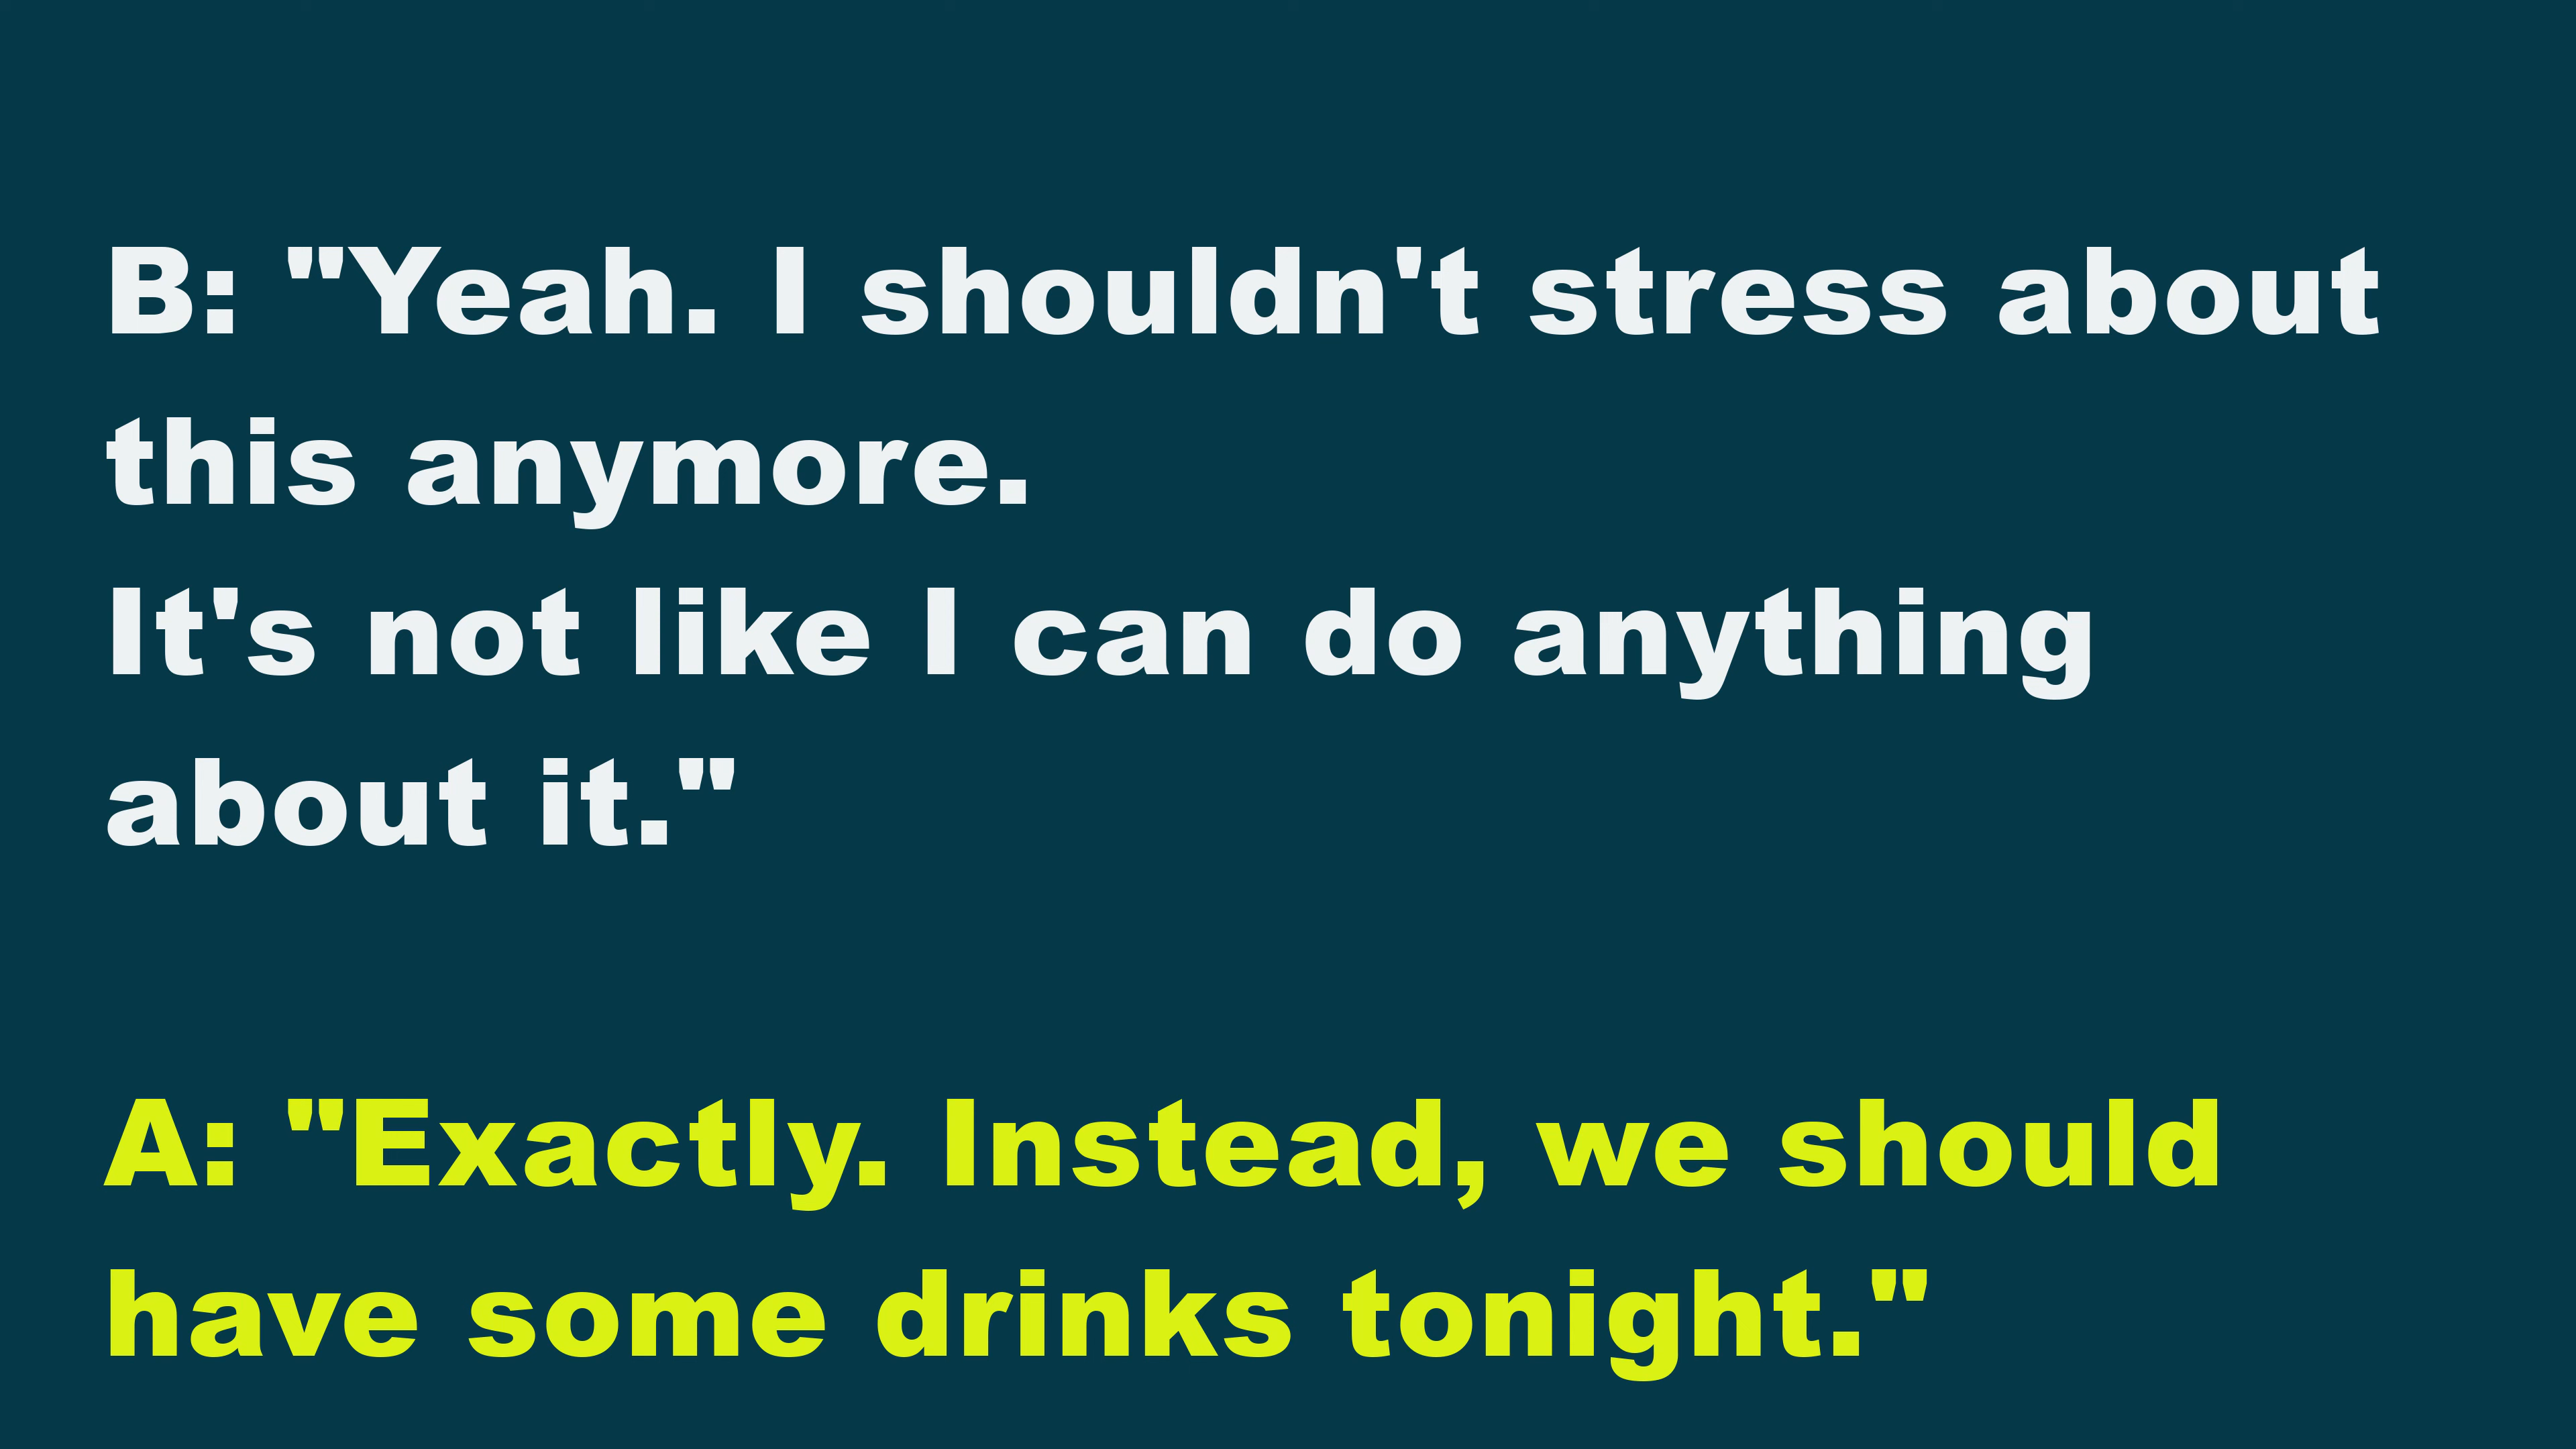 B: "Yeah. I shouldn't stress about
this anymore.
It's not like I can do anything
about it."
A: "Exactly. Instead, we should
have some drinks tonight."